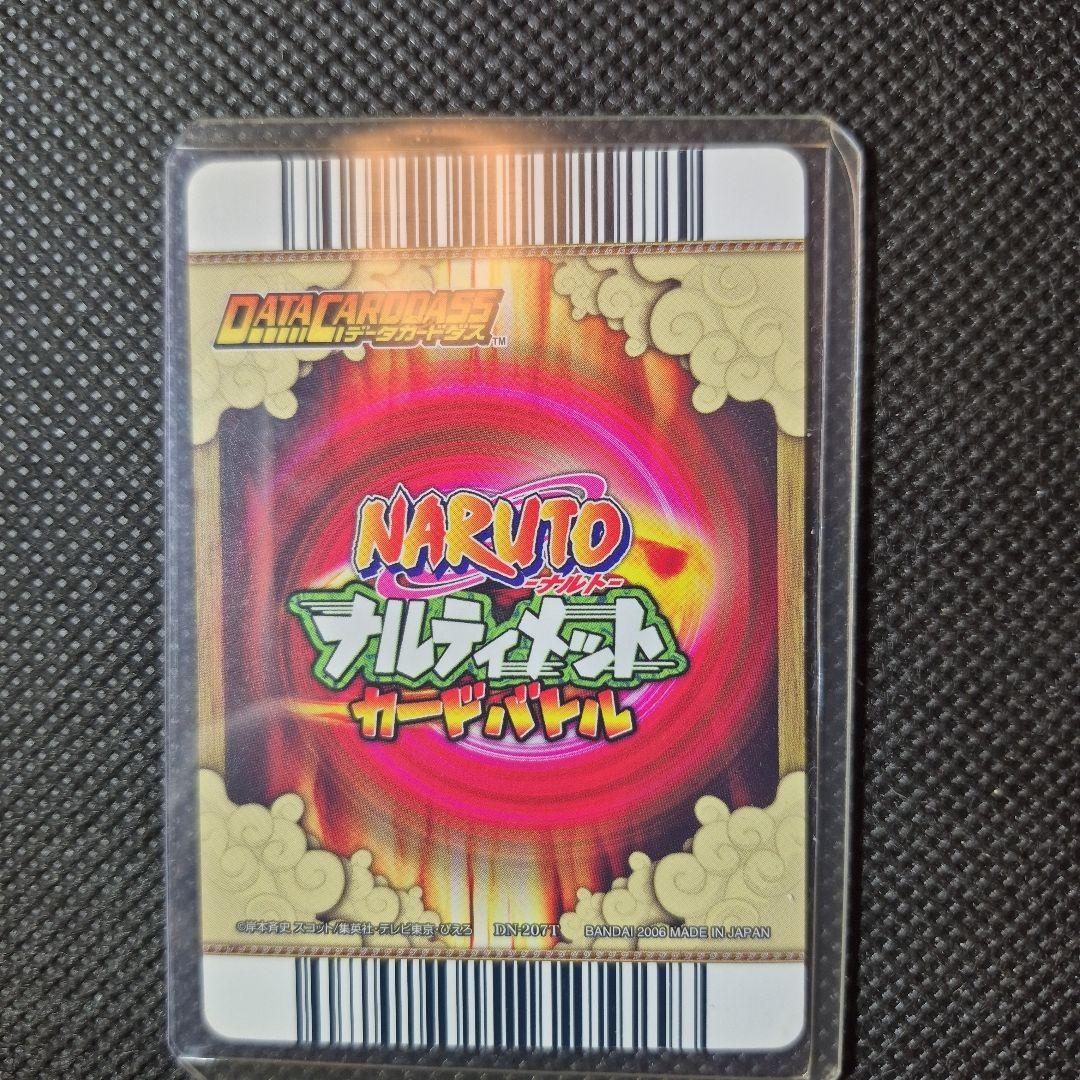 DATACARDDASS
データカードダス TM
NARUTO
-ナルト-
ナルティメット
カードバトル
©岸本斉史 スコット/集英社・テレビ東京・ぴえろ DN-207T BANDAI 2006 MADE IN JAPAN